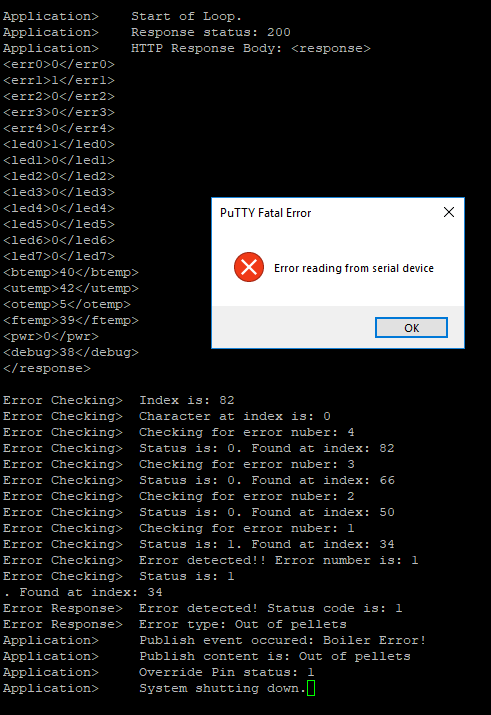 Application>    Start of Loop.
Application>    Response status: 200
Application>    HTTP Response Body: <response>
<err0>0</err0>
<err1>1</err1>
<err2>0</err2>
<err3>0</err3>
<err4>0</err4>
<led0>1</led0>
<led1>0</led1>
<led2>0</led2>
<led3>0</led3>
<led4>0</led4>
<led5>0</led5>
<led6>0</led6>
<led7>0</led7>
<btemp>40</btemp>
<utemp>42</utemp>
<otemp>5</otemp>
<ftemp>39</ftemp>
<pwr>0</pwr>
<debug>38</debug>
</response>
PuTTY Fatal Error
Error reading from serial device
OK
Error Checking>  Index is: 82
Error Checking>  Character at index is: 0
Error Checking>  Checking for error nuber: 4
Error Checking>  Status is: 0. Found at index: 82
Error Checking>  Checking for error nuber: 3
Error Checking>  Status is: 0. Found at index: 66
Error Checking>  Checking for error nuber: 2
Error Checking>  Status is: 0. Found at index: 50
Error Checking>  Checking for error nuber: 1
Error Checking>  Status is: 1. Found at index: 34
Error Checking>  Error detected!! Error number is: 1
Error Checking>  Status is: 1
. Found at index: 34
Error Response>  Error detected! Status code is: 1
Error Response>  Error type: Out of pellets
Application>     Publish event occured: Boiler Error!
Application>     Publish content is: Out of pellets
Application>     Override Pin status: 1
Application>     System shutting down.